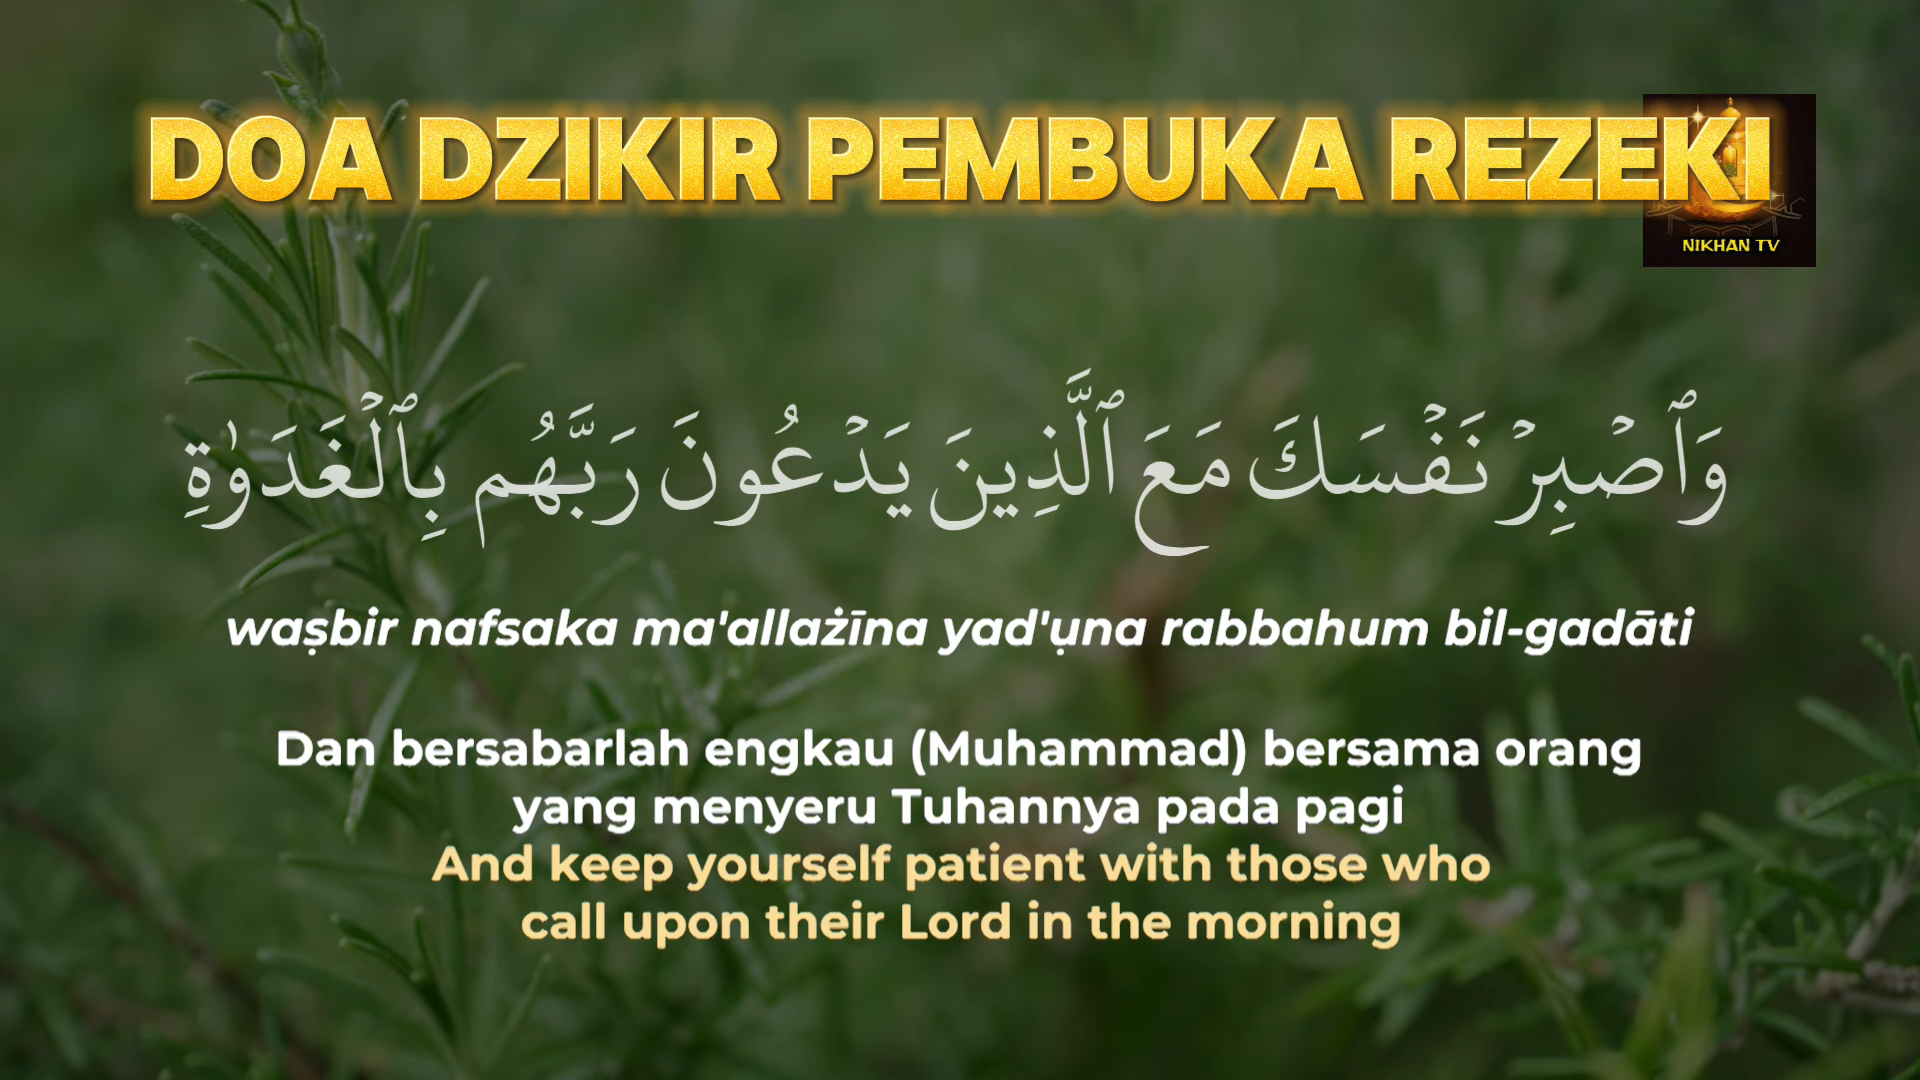 DOA DZIKIR PEMBUKA REZEKI
NIKHAN TV
وَٱصۡبِرۡ نَفۡسَكَ مَعَ ٱلَّذِينَ يَدۡعُونَ رَبَّهُم بِٱلۡغَدَوٰةِ
waṣbir nafsaka ma'allażīna yad'ụna rabbahum bil-gadāti
Dan bersabarlah engkau (Muhammad) bersama orang
yang menyeru Tuhannya pada pagi
And keep yourself patient with those who
call upon their Lord in the morning